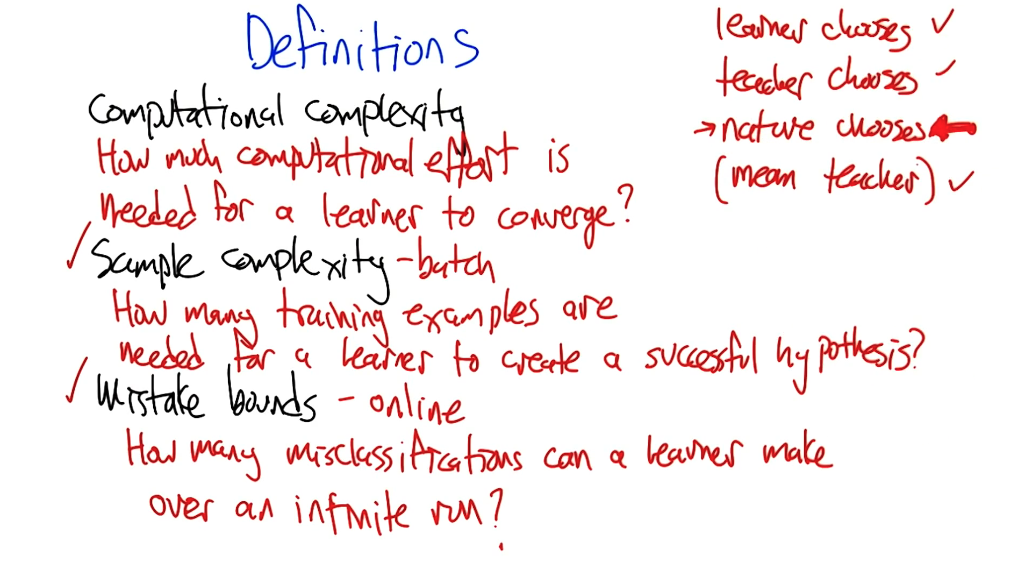 Definitions
Computational complexity
How much computational effort is
needed for a learner to converge?
✓ Sample complexity - batch
How many training examples are
needed for a learner to create a successful hypothesis?
✓ Mistake bounds - online
How many misclassifications can a learner make
over an infinite run?
learner chooses ✓
teacher chooses ✓
→ nature chooses ←
(mean teacher) ✓